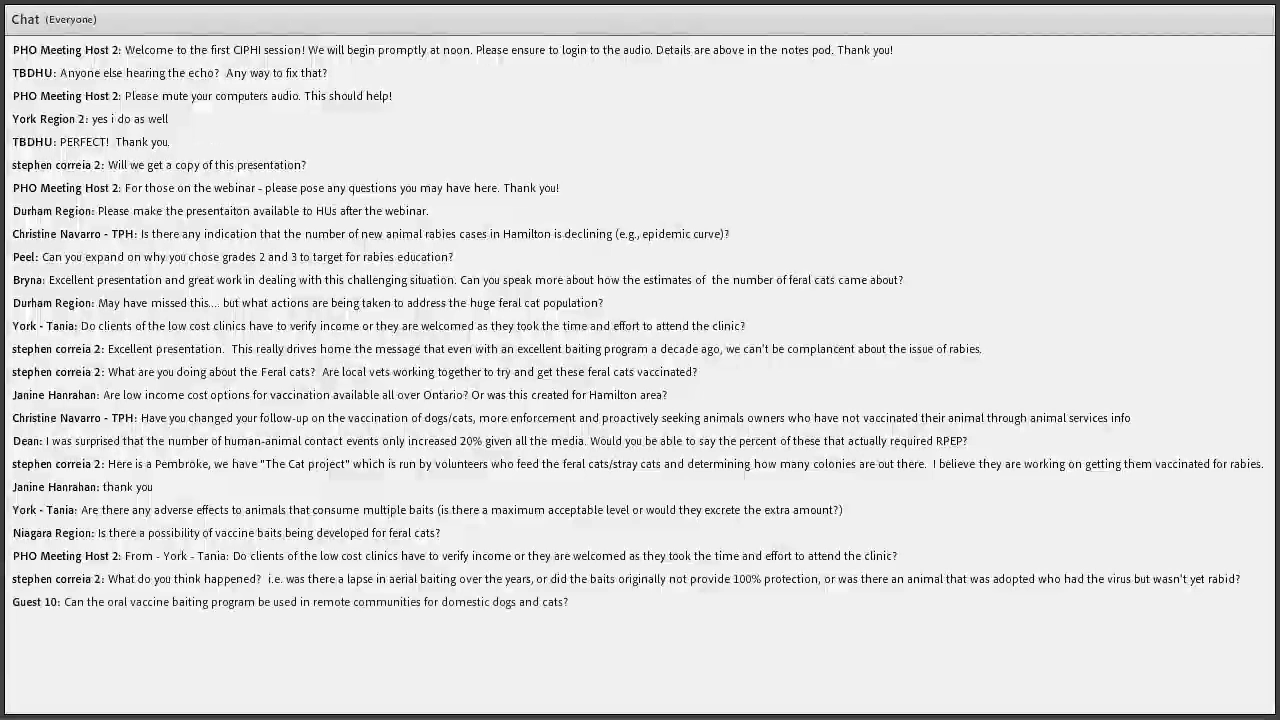 Chat (Everyone)
PHO Meeting Host 2: Welcome to the first CIPHI session! We will begin promptly at noon. Please ensure to login to the audio. Details are above in the notes pod. Thank you!
TBDHU: Anyone else hearing the echo?  Any way to fix that?
PHO Meeting Host 2: Please mute your computers audio. This should help!
York Region 2: yes i do as well
TBDHU: PERFECT!  Thank you.
stephen correia 2: Will we get a copy of this presentation?
PHO Meeting Host 2: For those on the webinar - please pose any questions you may have here. Thank you!
Durham Region: Please make the presentaiton available to HUs after the webinar.
Christine Navarro - TPH: Is there any indication that the number of new animal rabies cases in Hamilton is declining (e.g., epidemic curve)?
Peel: Can you expand on why you chose grades 2 and 3 to target for rabies education?
Bryna: Excellent presentation and great work in dealing with this challenging situation. Can you speak more about how the estimates of  the number of feral cats came about?
Durham Region: May have missed this.... but what actions are being taken to address the huge feral cat population?
York - Tania: Do clients of the low cost clinics have to verify income or they are welcomed as they took the time and effort to attend the clinic?
stephen correia 2: Excellent presentation.  This really drives home the message that even with an excellent baiting program a decade ago, we can't be complancent about the issue of rabies.
stephen correia 2: What are you doing about the Feral cats?  Are local vets working together to try and get these feral cats vaccinated?
Janine Hanrahan: Are low income cost options for vaccination available all over Ontario? Or was this created for Hamilton area?
Christine Navarro - TPH: Have you changed your follow-up on the vaccination of dogs/cats, more enforcement and proactively seeking animals owners who have not vaccinated their animal through animal services info
Dean: I was surprised that the number of human-animal contact events only increased 20% given all the media. Would you be able to say the percent of these that actually required RPEP?
stephen correia 2: Here is a Pembroke, we have "The Cat project" which is run by volunteers who feed the feral cats/stray cats and determining how many colonies are out there.  I believe they are working on getting them vaccinated for rabies.
Janine Hanrahan: thank you
York - Tania: Are there any adverse effects to animals that consume multiple baits (is there a maximum acceptable level or would they excrete the extra amount?)
Niagara Region: Is there a possibility of vaccine baits being developed for feral cats?
PHO Meeting Host 2: From - York - Tania: Do clients of the low cost clinics have to verify income or they are welcomed as they took the time and effort to attend the clinic?
stephen correia 2: What do you think happened?  i.e. was there a lapse in aerial baiting over the years, or did the baits originally not provide 100% protection, or was there an animal that was adopted who had the virus but wasn't yet rabid?
Guest 10: Can the oral vaccine baiting program be used in remote communities for domestic dogs and cats?